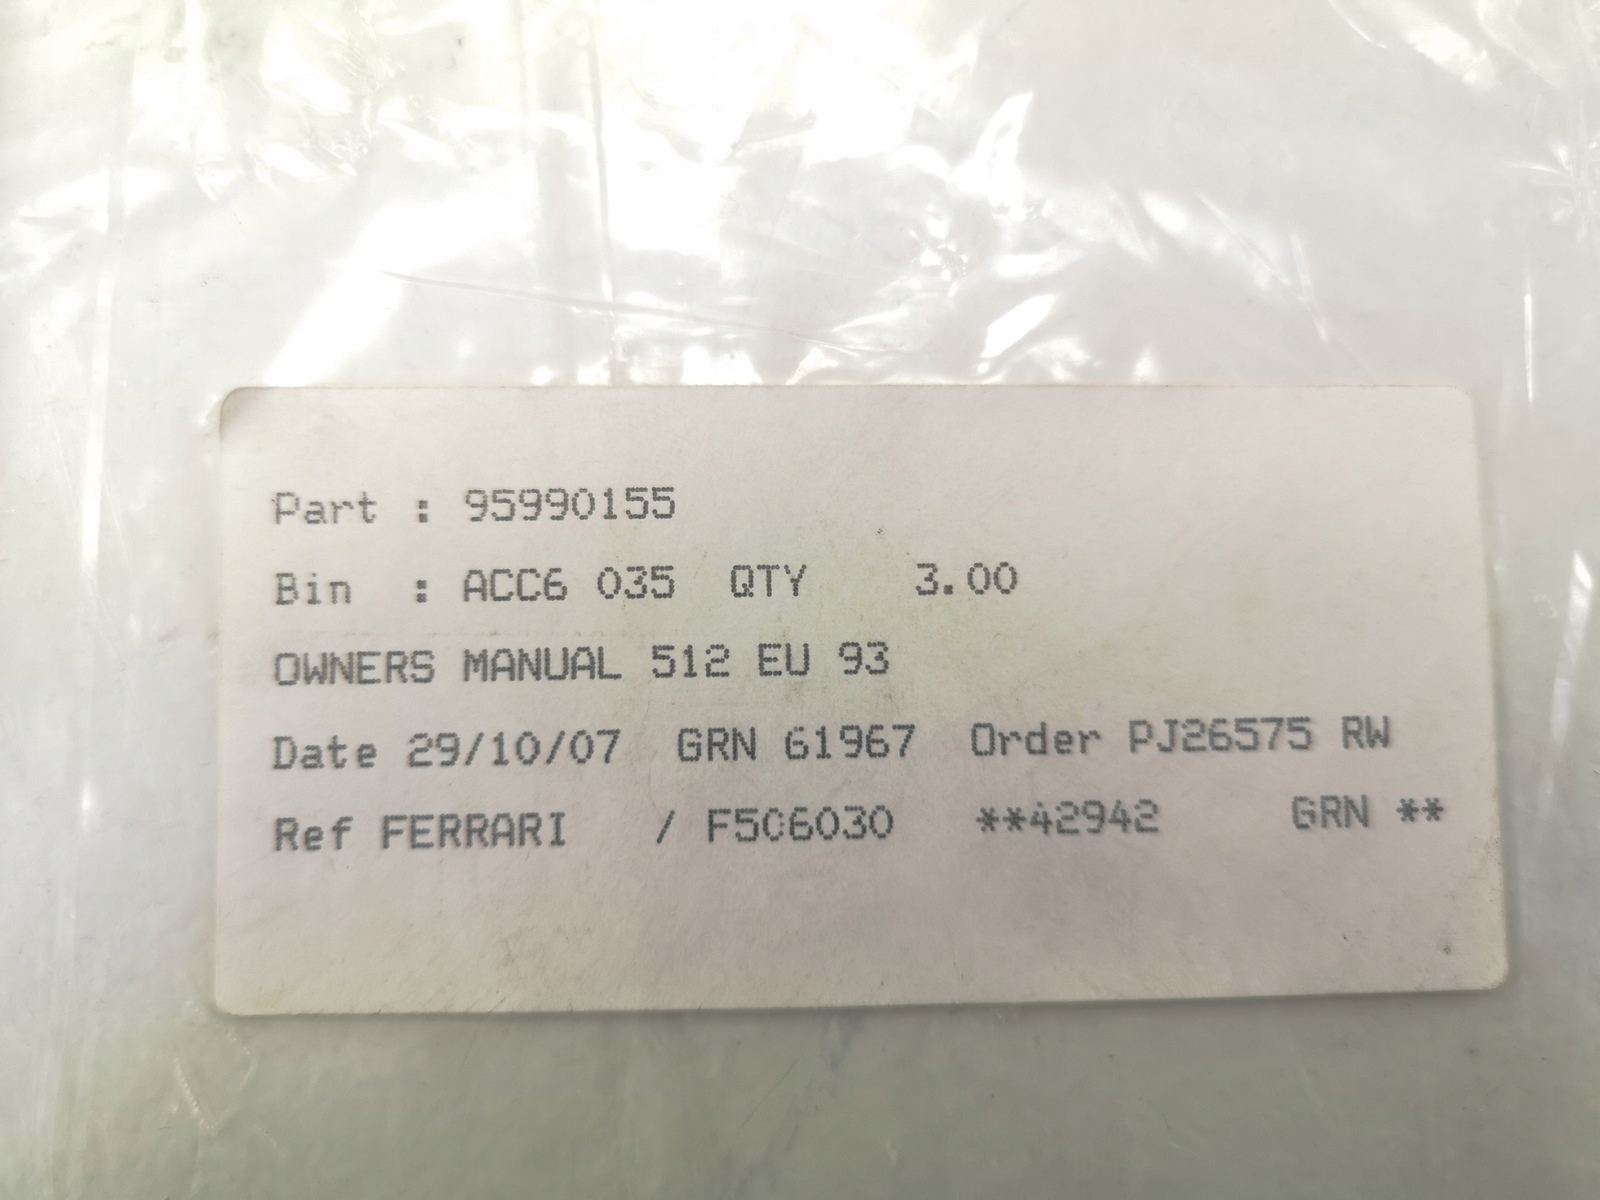 Part : 95990155
Bin : ACC6 035 QTY 3.00
OWNERS MANUAL 512 EU 93
Date 29/10/07 GRN 61967 Order PJ26575 RW
Ref FERRARI / F506030 **42942 GRN **